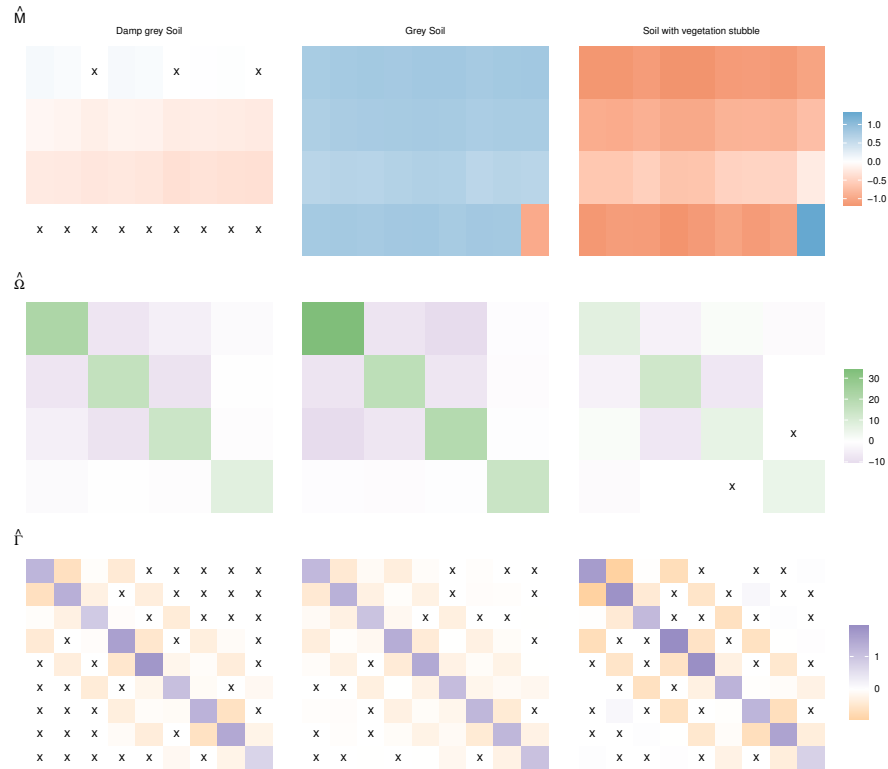 M̂
Damp grey Soil
Grey Soil
Soil with vegetation stubble
x x x
x x x x x x x x x
1.0
0.5
0.0
−0.5
−1.0
Ω̂
x
x
30
20
10
0
−10
Γ̂
x x x x x x x x x x
x x x x x x x x x
x x x x x x x x x x
x x x x x
x x x x x x x x
x x x x x x x
x x x x x x x
x x x x x x x x
x x x x x x x x x x x
1
0